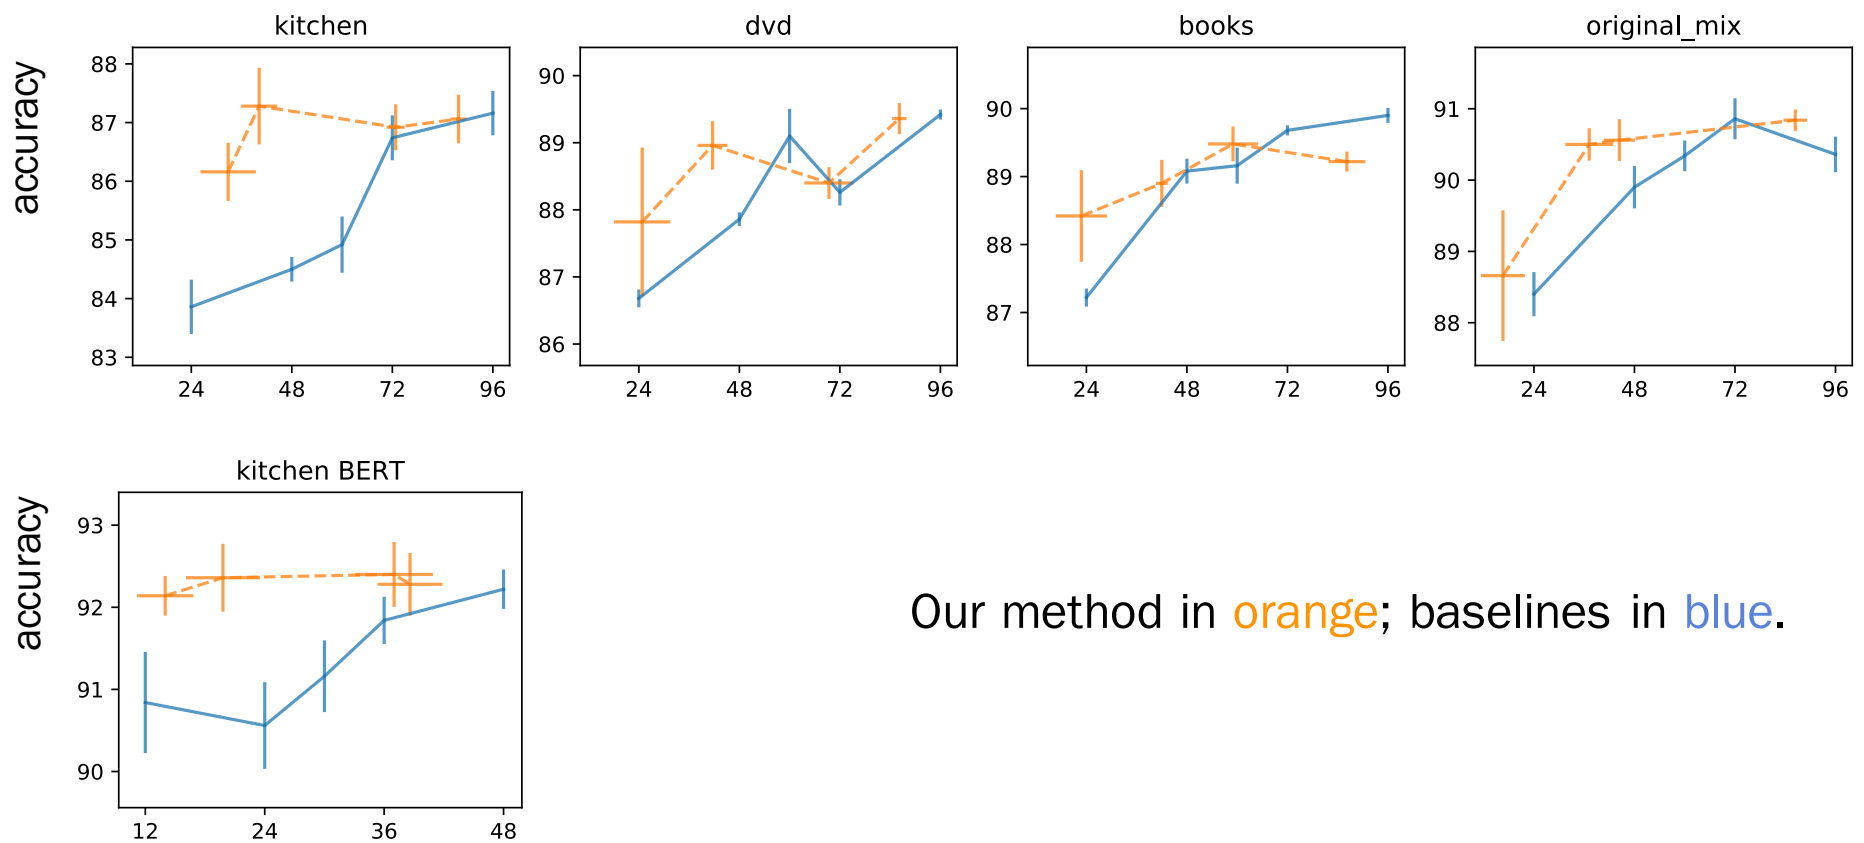 kitchen
dvd
books
original_mix
accuracy
88
87
86
85
84
83
24 48 72 96
90
89
88
87
86
24 48 72 96
90
89
88
87
24 48 72 96
91
90
89
88
24 48 72 96
kitchen BERT
accuracy
93
92
91
90
12 24 36 48
Our method in orange; baselines in blue.